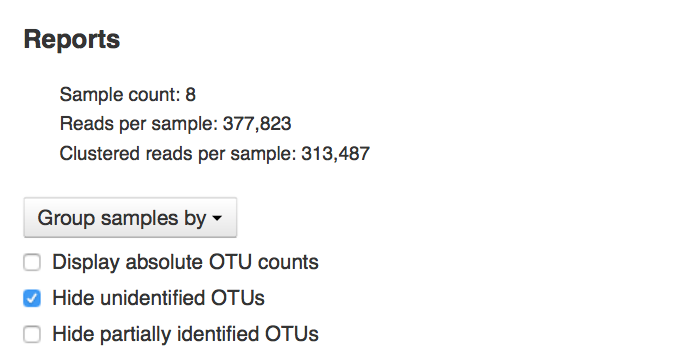 Reports
Sample count: 8
Reads per sample: 377,823
Clustered reads per sample: 313,487
Group samples by
Display absolute OTU counts
Hide unidentified OTUs
Hide partially identified OTUs